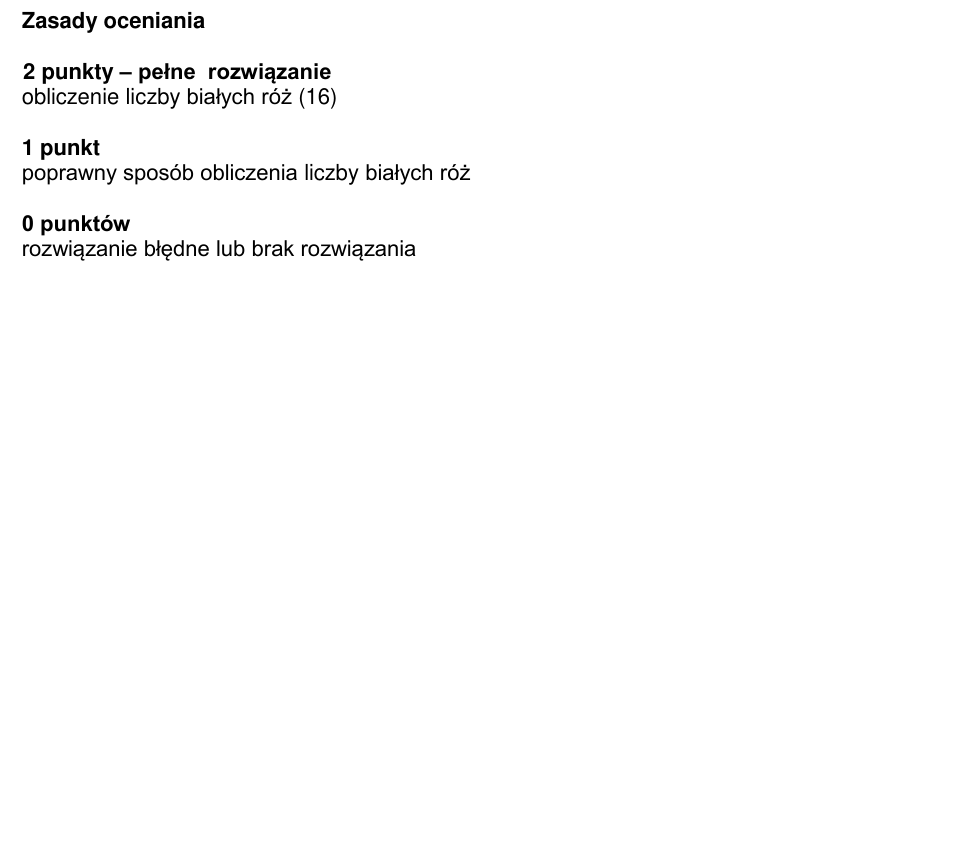 Zasady oceniania
2 punkty – pełne  rozwiązanie
obliczenie liczby białych róż (16)
1 punkt
poprawny sposób obliczenia liczby białych róż
0 punktów
rozwiązanie błędne lub brak rozwiązania